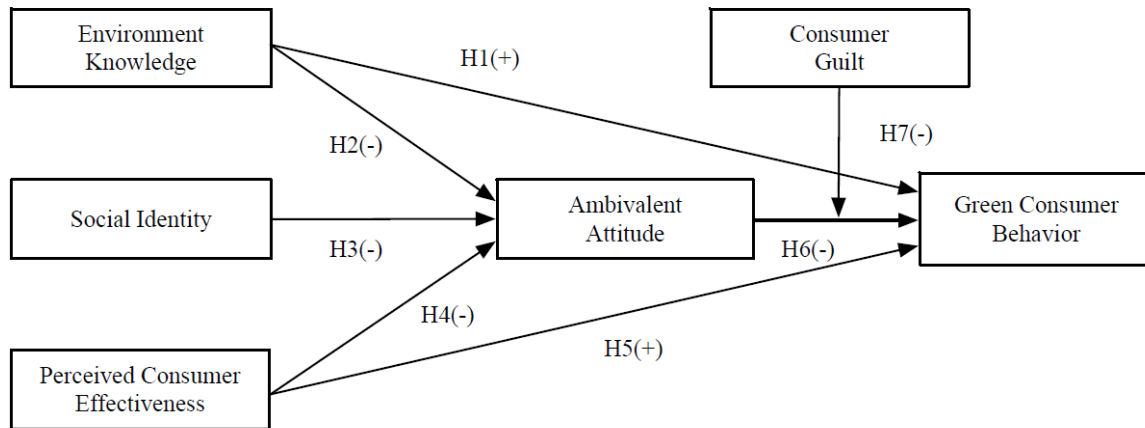 Environment
Knowledge
Consumer
Guilt
H1(+)
H7(-)
H2(-)
Social Identity
Ambivalent
Attitude
Green Consumer
Behavior
H3(-)
H6(-)
H4(-)
H5(+)
Perceived Consumer
Effectiveness